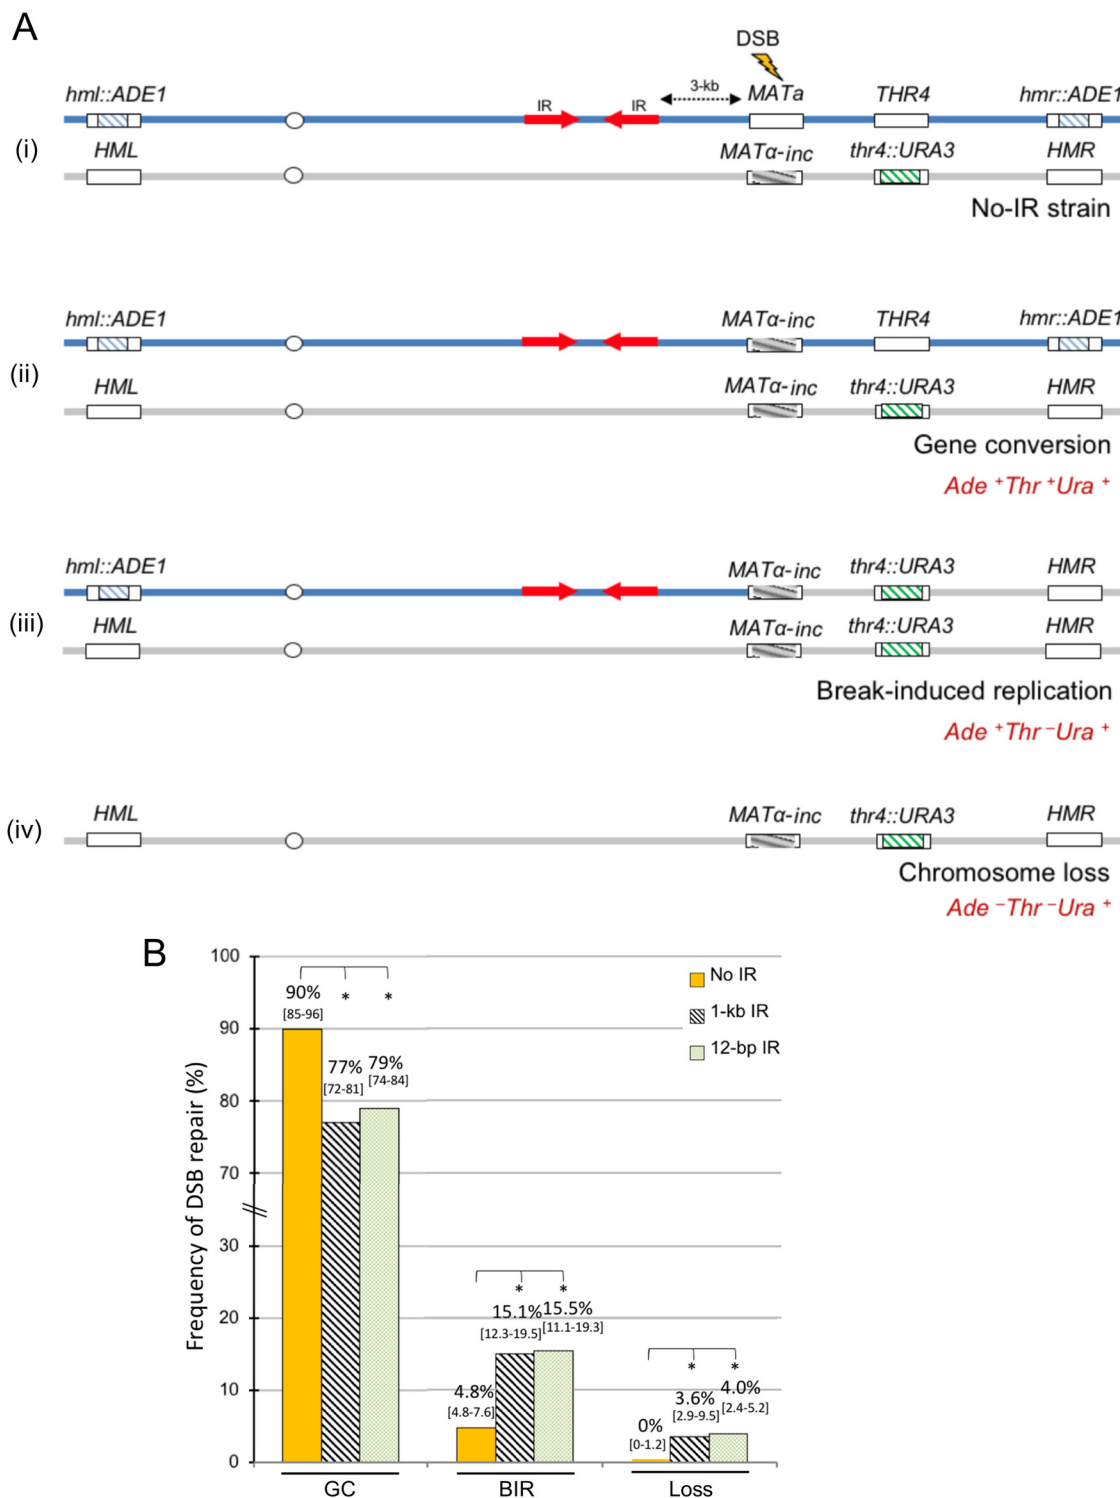 A
DSB
3-kb
hml::ADE1 IR IR MATa THR4 hmr::ADE1
(i)
HML MATα-inc thr4::URA3 HMR
No-IR strain
hml::ADE1 MATα-inc THR4 hmr::ADE1
(ii)
HML MATα-inc thr4::URA3 HMR
Gene conversion
Ade + Thr + Ura +
hml::ADE1 MATα-inc thr4::URA3 HMR
(iii)
HML MATα-inc thr4::URA3 HMR
Break-induced replication
Ade + Thr – Ura +
HML MATα-inc thr4::URA3 HMR
(iv)
Chromosome loss
Ade – Thr – Ura +
B
Frequency of DSB repair (%)
100
90
80
70
30
20
10
0
No IR
1-kb IR
12-bp IR
* *
90%
[85-96]
77% 79%
[72-81] [74-84]
* *
4.8% 15.1% 15.5%
[4.8-7.6] [12.3-19.5] [11.1-19.3]
* *
0% 3.6% 4.0%
[0-1.2] [2.9-9.5] [2.4-5.2]
GC BIR Loss